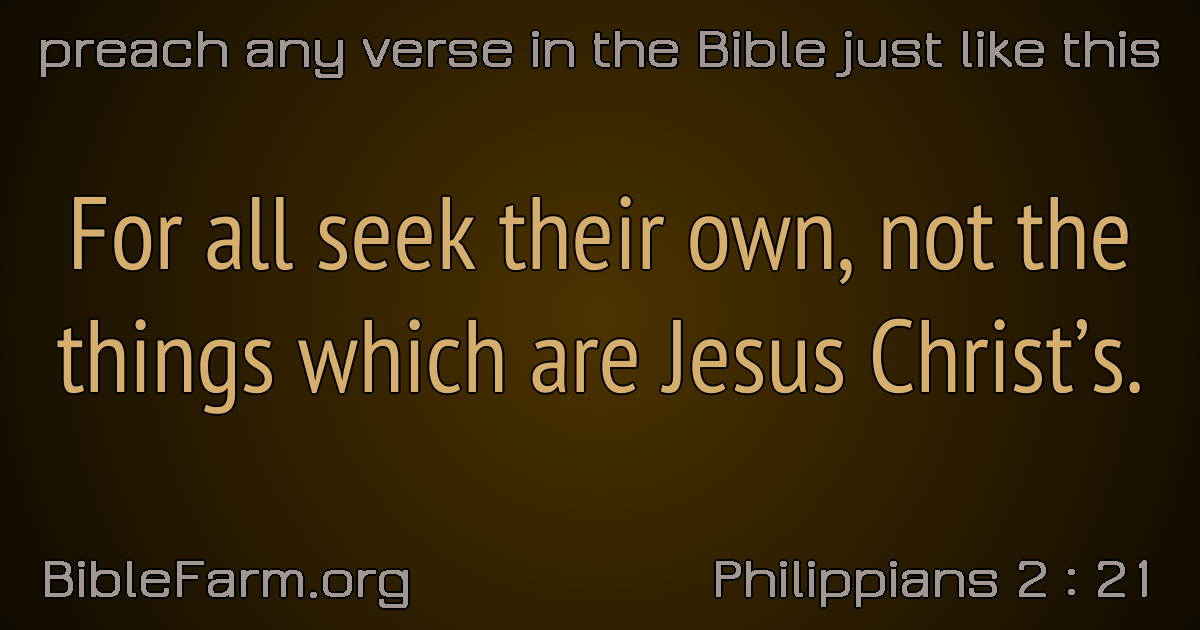 preach any verse in the Bible just like this
For all seek their own, not the
things which are Jesus Christ’s.
BibleFarm.org
Philippians 2 : 21